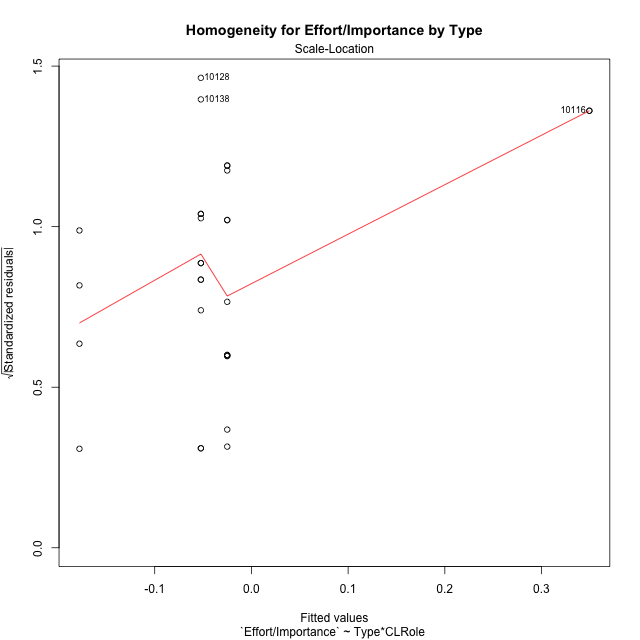 Homogeneity for Effort/Importance by Type
Scale-Location
1.5
1.0
0.5
0.0
√|Standardized residuals|
10128
10138
10116
-0.1 0.0 0.1 0.2 0.3
Fitted values
`Effort/Importance` ~ Type*CLRole